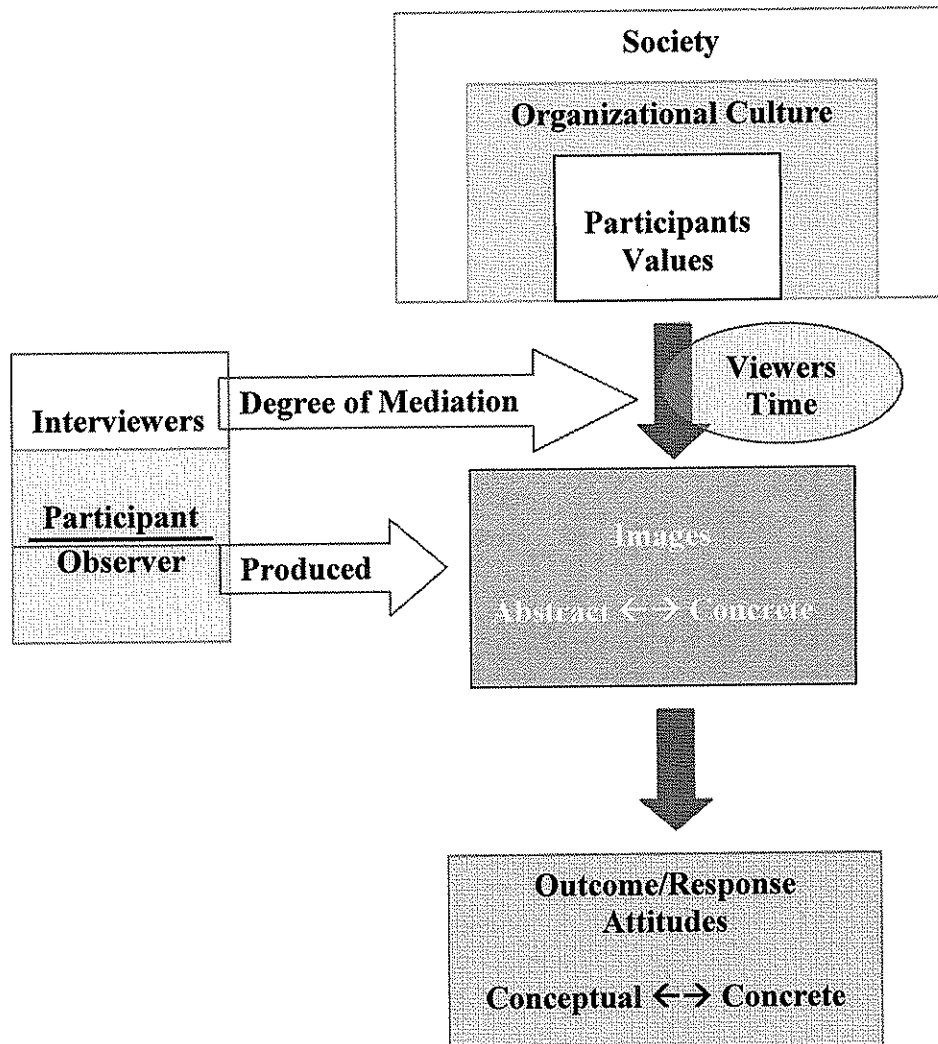 Society
Organizational Culture
Participants
Values
Viewers
Time
Interviewers
Degree of Mediation
Participant
Observer
Produced
Images
Abstract ←→ Concrete
Outcome/Response
Attitudes
Conceptual ←→ Concrete